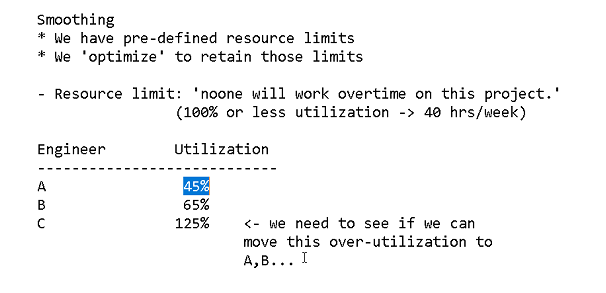 Smoothing
* We have pre-defined resource limits
* We 'optimize' to retain those limits
- Resource limit: 'noone will work overtime on this project.'
(100% or less utilization -> 40 hrs/week)
Engineer Utilization
----------------------------
A 45%
B 65%
C 125% <- we need to see if we can
move this over-utilization to
A,B...